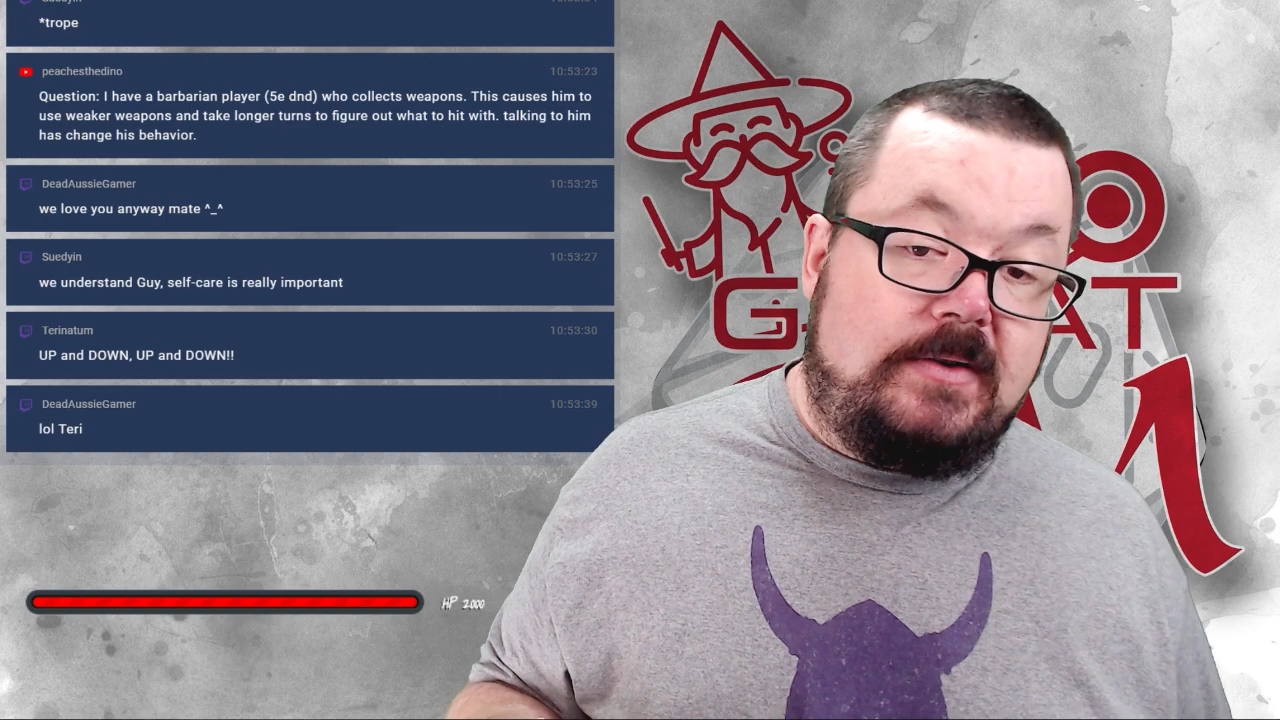 *trope
peachesthedino
10:53:23
Question: I have a barbarian player (5e dnd) who collects weapons. This causes him to
use weaker weapons and take longer turns to figure out what to hit with. talking to him
has change his behavior.
DeadAussieGamer
10:53:25
we love you anyway mate ^_^
Suedyin
10:53:27
we understand Guy, self-care is really important
Terinatum
10:53:30
UP and DOWN, UP and DOWN!!
DeadAussieGamer
10:53:39
lol Teri
HP 2000